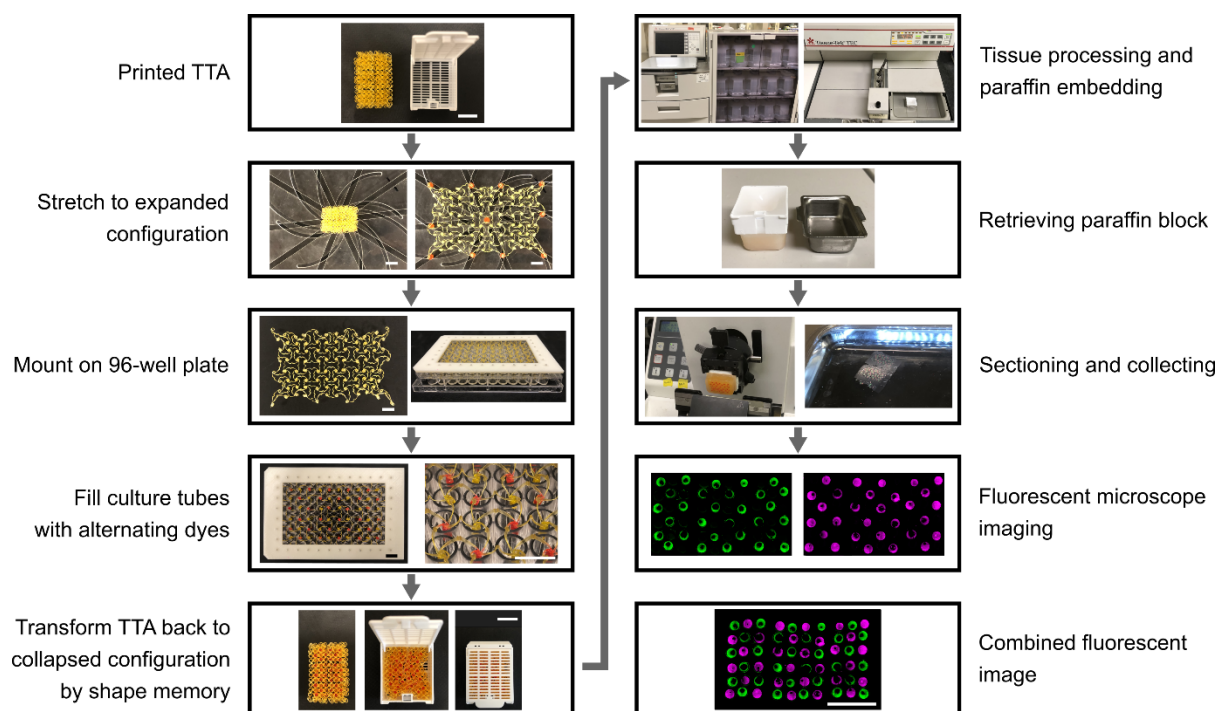 Printed TTA
Stretch to expanded
configuration
Mount on 96-well plate
Fill culture tubes
with alternating dyes
Transform TTA back to
collapsed configuration
by shape memory
Tissue processing and
paraffin embedding
Retrieving paraffin block
Sectioning and collecting
Fluorescent microscope
imaging
Combined fluorescent
image